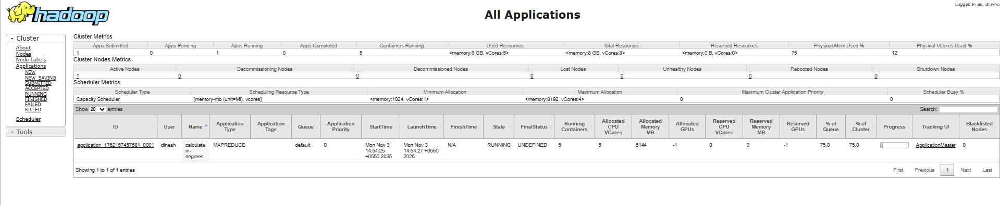 Logged in as: dr.who
hadoop
All Applications
Cluster
About
Nodes
Node Labels
Applications
NEW
NEW_SAVING
SUBMITTED
ACCEPTED
RUNNING
FINISHED
FAILED
KILLED
Scheduler
Tools
Cluster Metrics
Apps Submitted Apps Pending Apps Running Apps Completed Containers Running Used Resources Total Resources Reserved Resources Physical Mem Used % Physical VCores Used %
1 0 1 0 5 <memory:6 GB, vCores:5> <memory:8 GB, vCores:8> <memory:0 B, vCores:0> 75 12
Cluster Nodes Metrics
Active Nodes Decommissioning Nodes Decommissioned Nodes Lost Nodes Unhealthy Nodes Rebooted Nodes Shutdown Nodes
1 0 0 0 0 0 0
Scheduler Metrics
Scheduler Type Scheduling Resource Type Minimum Allocation Maximum Allocation Maximum Cluster Application Priority Scheduler Busy %
Capacity Scheduler [memory-mb (unit=Mi), vcores] <memory:1024, vCores:1> <memory:8192, vCores:4> 0 0
Show 20 entries Search:
ID User Name Application Type Application Tags Queue Application Priority StartTime LaunchTime FinishTime State FinalStatus Running Containers Allocated CPU VCores Allocated Memory MB Allocated GPUs Reserved CPU VCores Reserved Memory MB Reserved GPUs % of Queue % of Cluster Progress Tracking UI Blacklisted Nodes
application_1762157457581_0001 dinesh calculate in-degrees MAPREDUCE default 0 Mon Nov 3 14:54:25 +0550 2025 Mon Nov 3 14:54:27 +0550 2025 N/A RUNNING UNDEFINED 5 5 6144 -1 0 0 -1 75.0 75.0 ApplicationMaster 0
Showing 1 to 1 of 1 entries First Previous 1 Next Last